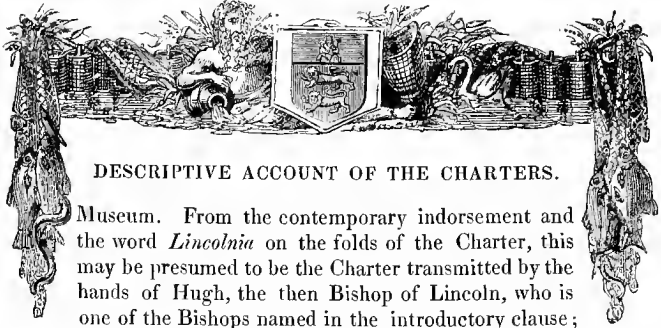 DESCRIPTIVE ACCOUNT OF THE CHARTERS.
Museum. From the contemporary indorsement and
the word Lincolnia on the folds of the Charter, this
may be presumed to be the Charter transmitted by the
hands of Hugh, the then Bishop of Lincoln, who is
one of the Bishops named in the introductory clause;